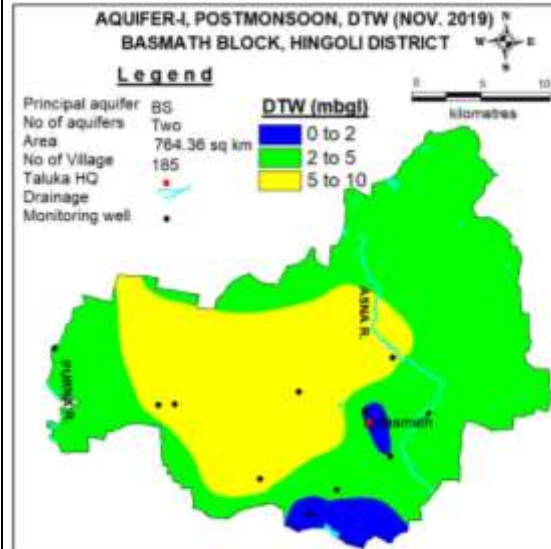 AQUIFER-I, POSTMONSOON, DTW (NOV. 2019)
BASMATH BLOCK, HINGOLI DISTRICT
N
W E
S
Legend
Principal aquifer BS
No of aquifers Two
Area 764.36 sq km
No of Village 185
Taluka HQ
Drainage
Monitoring well
DTW (mbgl)
0 to 2
2 to 5
5 to 10
0 5 10
kilometres
ASNA R.
PURNA R.
Basmath